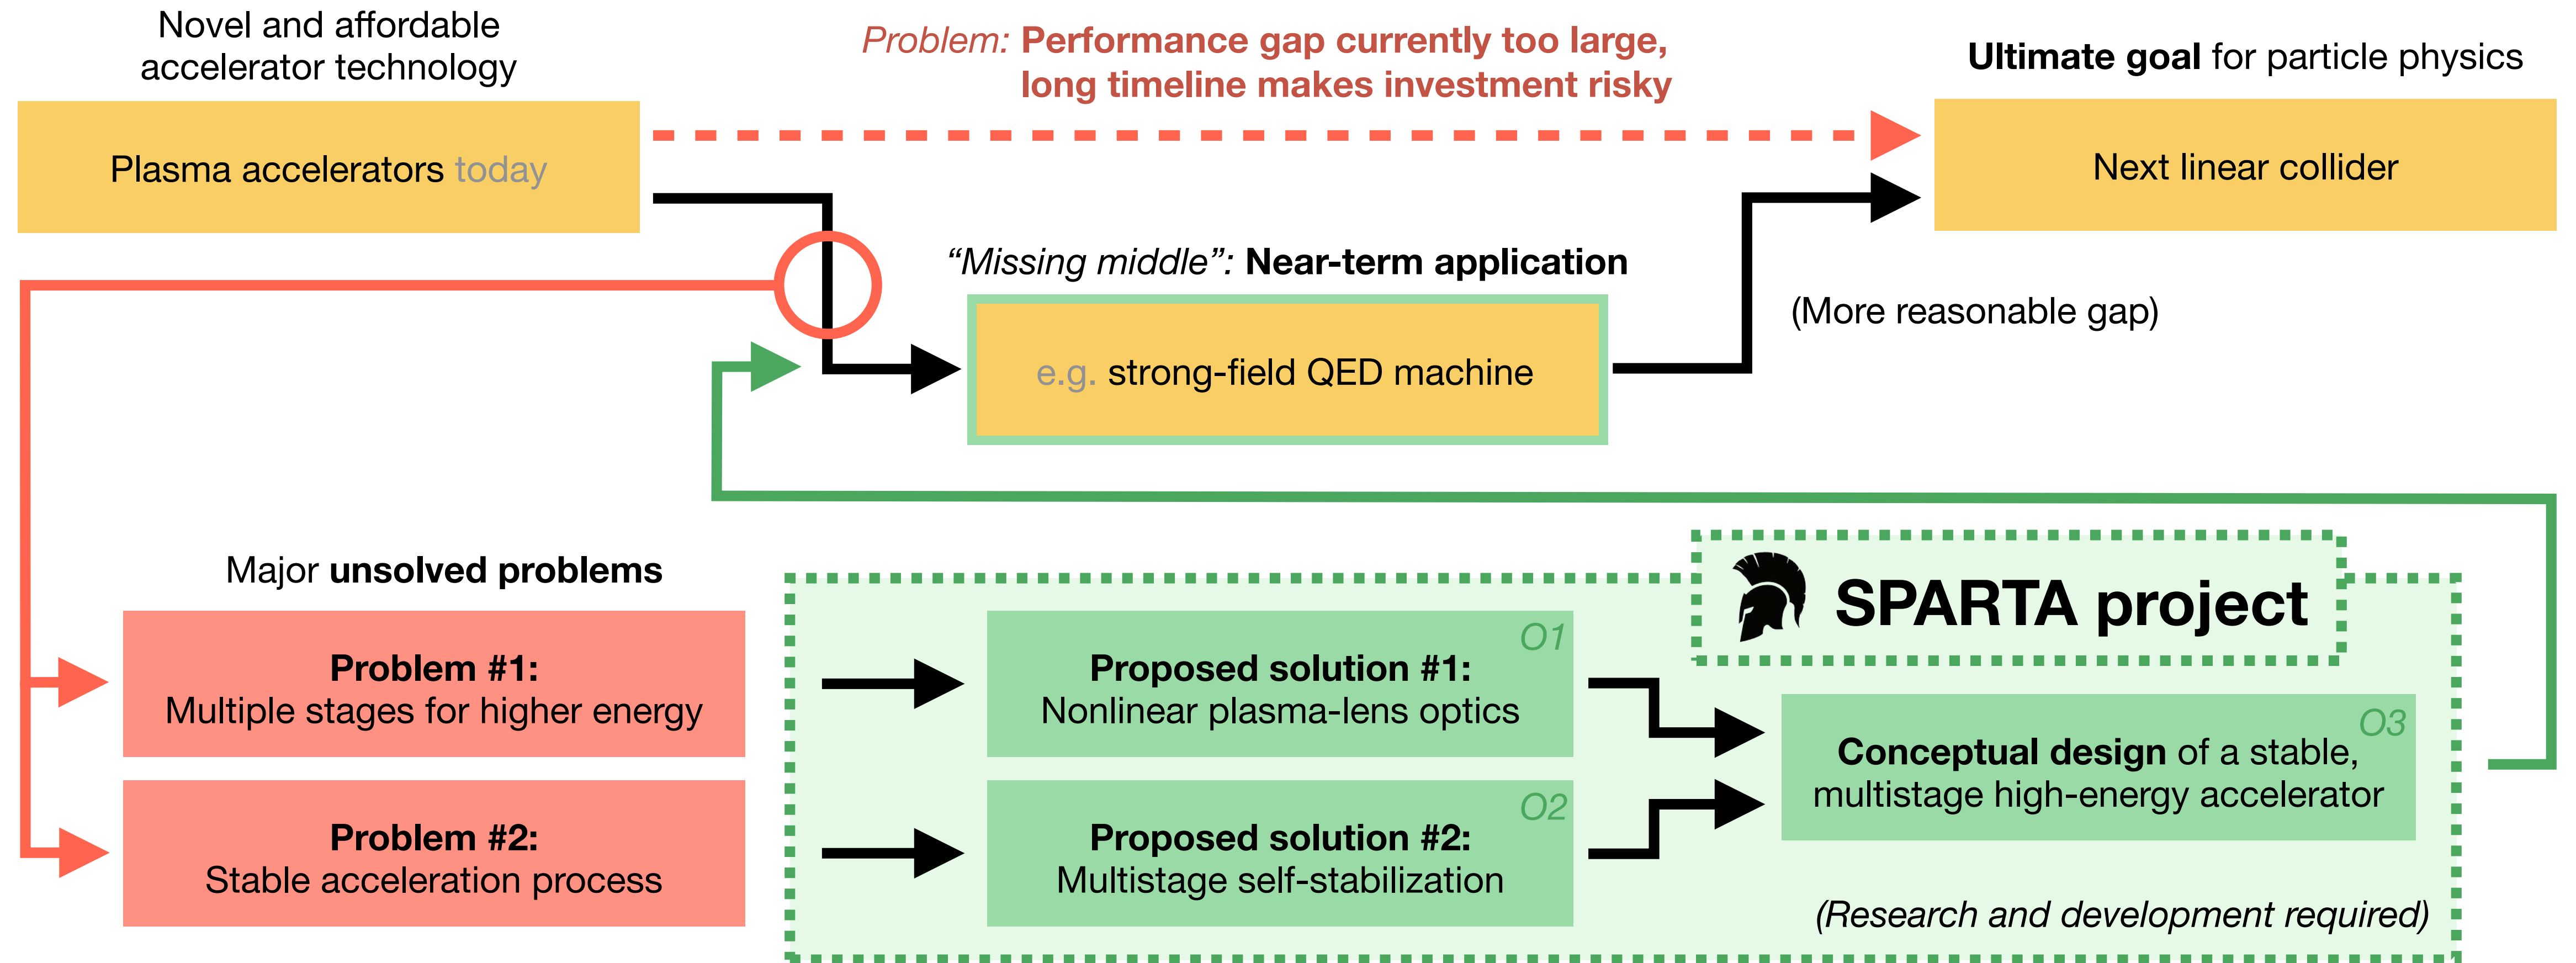 Novel and affordable
accelerator technology
Plasma accelerators today
Problem: Performance gap currently too large,
long timeline makes investment risky
Ultimate goal for particle physics
Next linear collider
“Missing middle”: Near-term application
e.g. strong-field QED machine
(More reasonable gap)
Major unsolved problems
Problem #1:
Multiple stages for higher energy
Problem #2:
Stable acceleration process
SPARTA project
O1
Proposed solution #1:
Nonlinear plasma-lens optics
O2
Proposed solution #2:
Multistage self-stabilization
O3
Conceptual design of a stable,
multistage high-energy accelerator
(Research and development required)